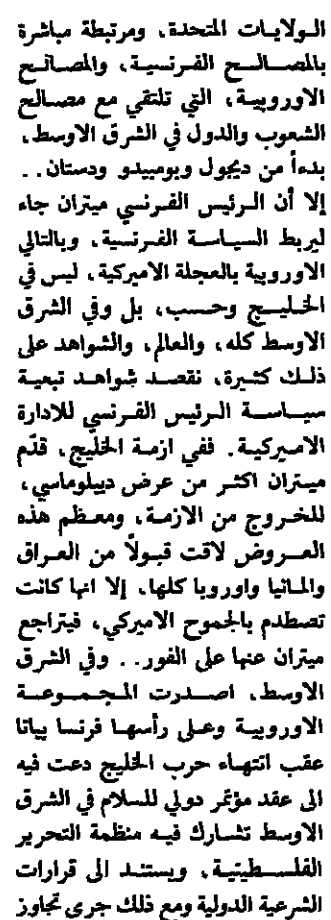 الولايات المتحدة، ومرتبطة مباشرة
بالمصالح الفرنسية، والمصالح
الاوروبية، التي تلتقي مع مصالح
الشعوب والدول في الشرق الاوسط،
بدءاً من ديجول وبومبيدو ودستان..
إلا أن الرئيس الفرنسي ميتران جاء
ليربط السياسة الفرنسية، وبالتالي
الاوروبية بالعجلة الاميركية، ليس في
الخليج وحسب، بل وفي الشرق
الاوسط كله، والعالم، والشواهد على
ذلك كثيرة، نقصد شواهد تبعية
سياسة الرئيس الفرنسي للادارة
الاميركية. ففي ازمة الخليج، قدّم
ميتران اكثر من عرض ديبلوماسي،
للخروج من الازمة، ومعظم هذه
العروض لاقت قبولاً من العراق
والمانيا واوروبا كلها، إلا انها كانت
تصطدم بالجموح الاميركي، فيتراجع
ميتران عنها على الفور.. وفي الشرق
الاوسط، اصدرت المجموعة
الاوروبية وعلى رأسها فرنسا بيانا
عقب انتهاء حرب الخليج دعت فيه
الى عقد مؤتمر دولي للسلام في الشرق
الاوسط تشارك فيه منظمة التحرير
الفلسطيتية، ويستند الى قرارات
الشرعية الدولية ومع ذلك جرى تجاوز